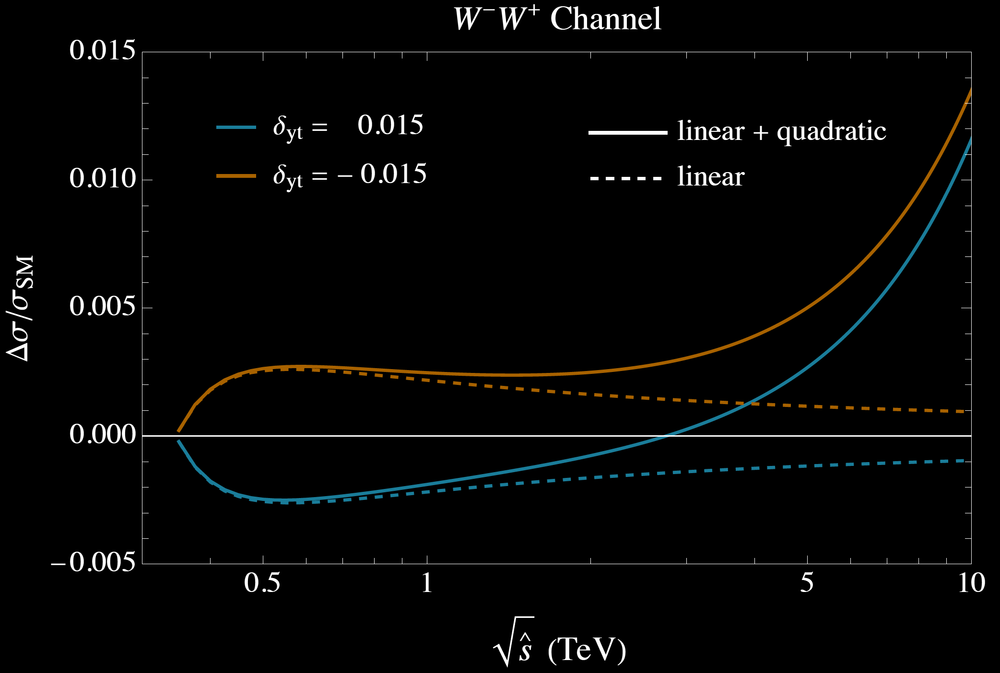 W⁻W⁺ Channel
0.015
0.010
0.005
0.000
−0.005
Δσ/σSM
δyt = 0.015
δyt = − 0.015
linear + quadratic
linear
0.5 1 5 10
√ŝ (TeV)